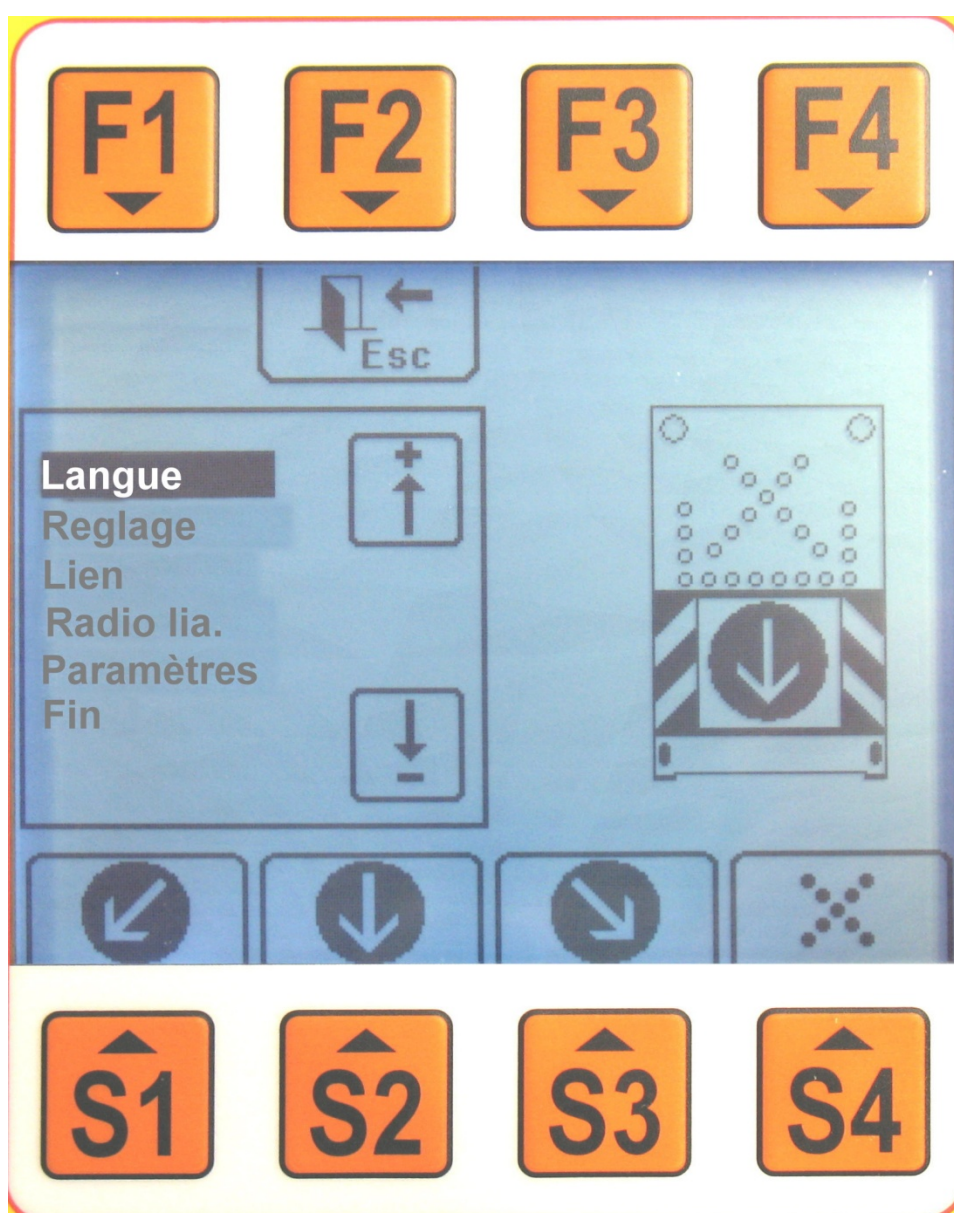 F1 F2 F3 F4
Esc
+
Langue
Reglage
Lien
Radio lia.
Paramètres
Fin
-
S1 S2 S3 S4